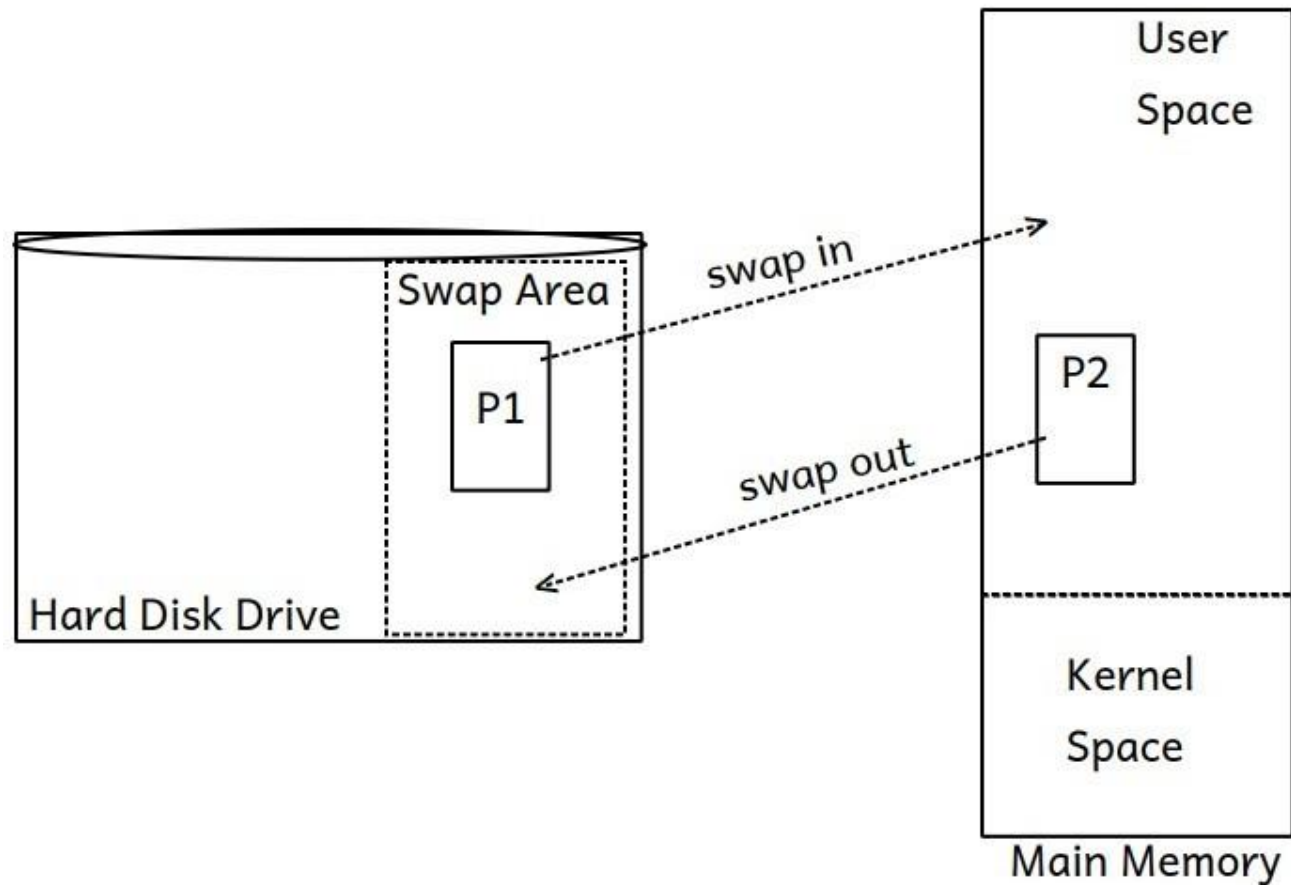 User
Space
swap in
Swap Area
P1
P2
swap out
Hard Disk Drive
Kernel
Space
Main Memory